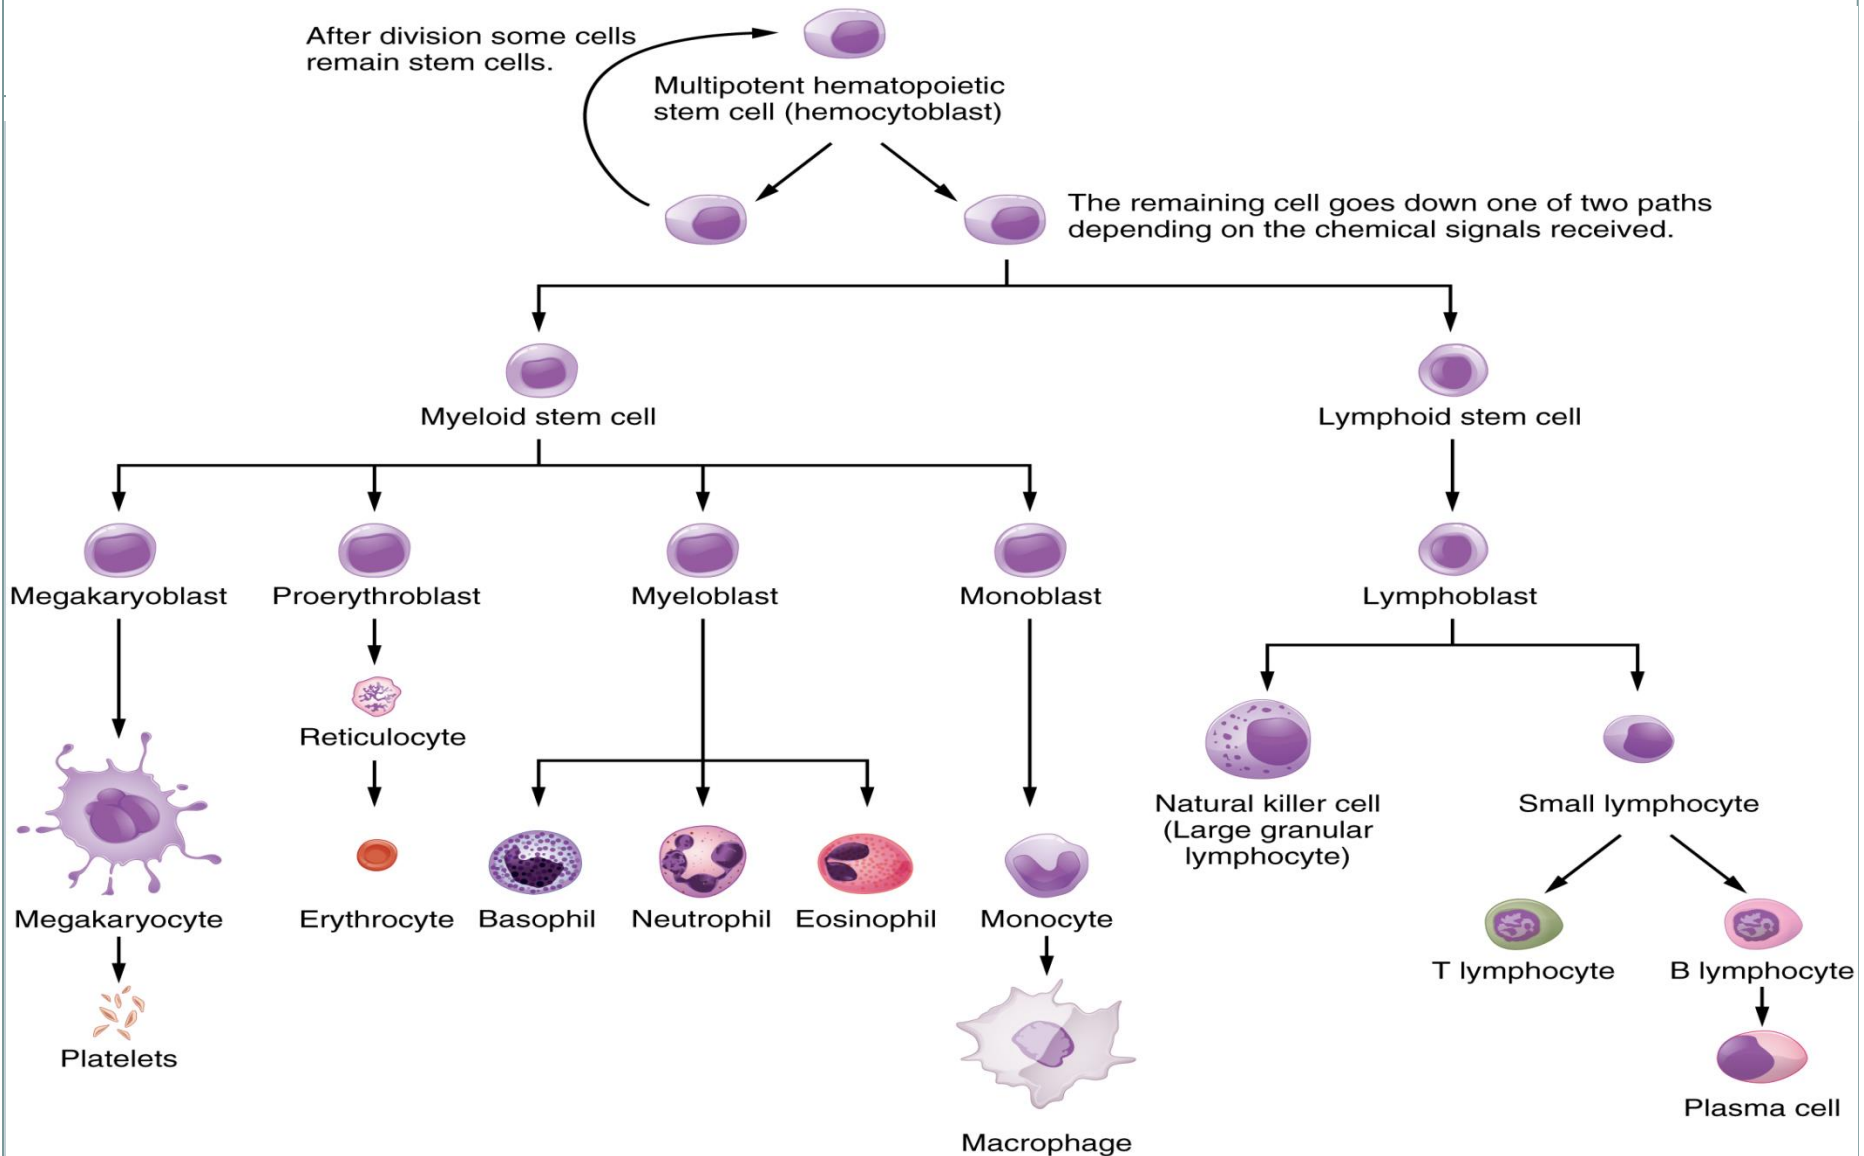 After division some cells
remain stem cells.
Multipotent hematopoietic
stem cell (hemocytoblast)
The remaining cell goes down one of two paths
depending on the chemical signals received.
Myeloid stem cell
Lymphoid stem cell
Megakaryoblast
Proerythroblast
Myeloblast
Monoblast
Lymphoblast
Reticulocyte
Natural killer cell
(Large granular
lymphocyte)
Small lymphocyte
Megakaryocyte
Erythrocyte
Basophil
Neutrophil
Eosinophil
Monocyte
T lymphocyte
B lymphocyte
Platelets
Macrophage
Plasma cell